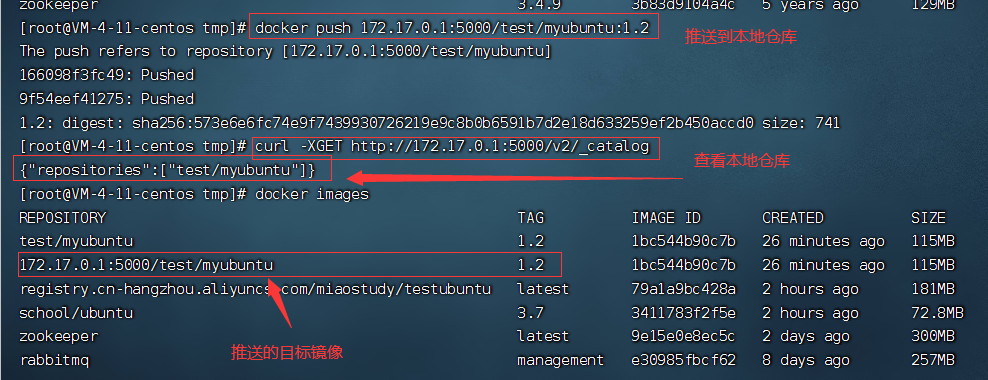 zookeeper 3.4.9 3b83d9104a4c 5 years ago 129MB
[root@VM-4-11-centos tmp]# docker push 172.17.0.1:5000/test/myubuntu:1.2
推送到本地仓库
The push refers to repository [172.17.0.1:5000/test/myubuntu]
166098f3fc49: Pushed
9f54eef41275: Pushed
1.2: digest: sha256:573e6e6fc74e9f7439930726219e9c8b0b6591b7d2e18d633259ef2b450accd0 size: 741
[root@VM-4-11-centos tmp]# curl -XGET http://172.17.0.1:5000/v2/_catalog
查看本地仓库
{"repositories":["test/myubuntu"]}
[root@VM-4-11-centos tmp]# docker images
REPOSITORY TAG IMAGE ID CREATED SIZE
test/myubuntu 1.2 1bc544b90c7b 26 minutes ago 115MB
172.17.0.1:5000/test/myubuntu 1.2 1bc544b90c7b 26 minutes ago 115MB
registry.cn-hangzhou.aliyuncs.com/miaostudy/testubuntu latest 79a1a9bc428a 2 hours ago 181MB
school/ubuntu 3.7 3411783f2f5e 2 hours ago 72.8MB
zookeeper latest 9e15e0e8ec5c 2 days ago 300MB
推送的目标镜像
rabbitmq management e30985fbcf62 8 days ago 257MB